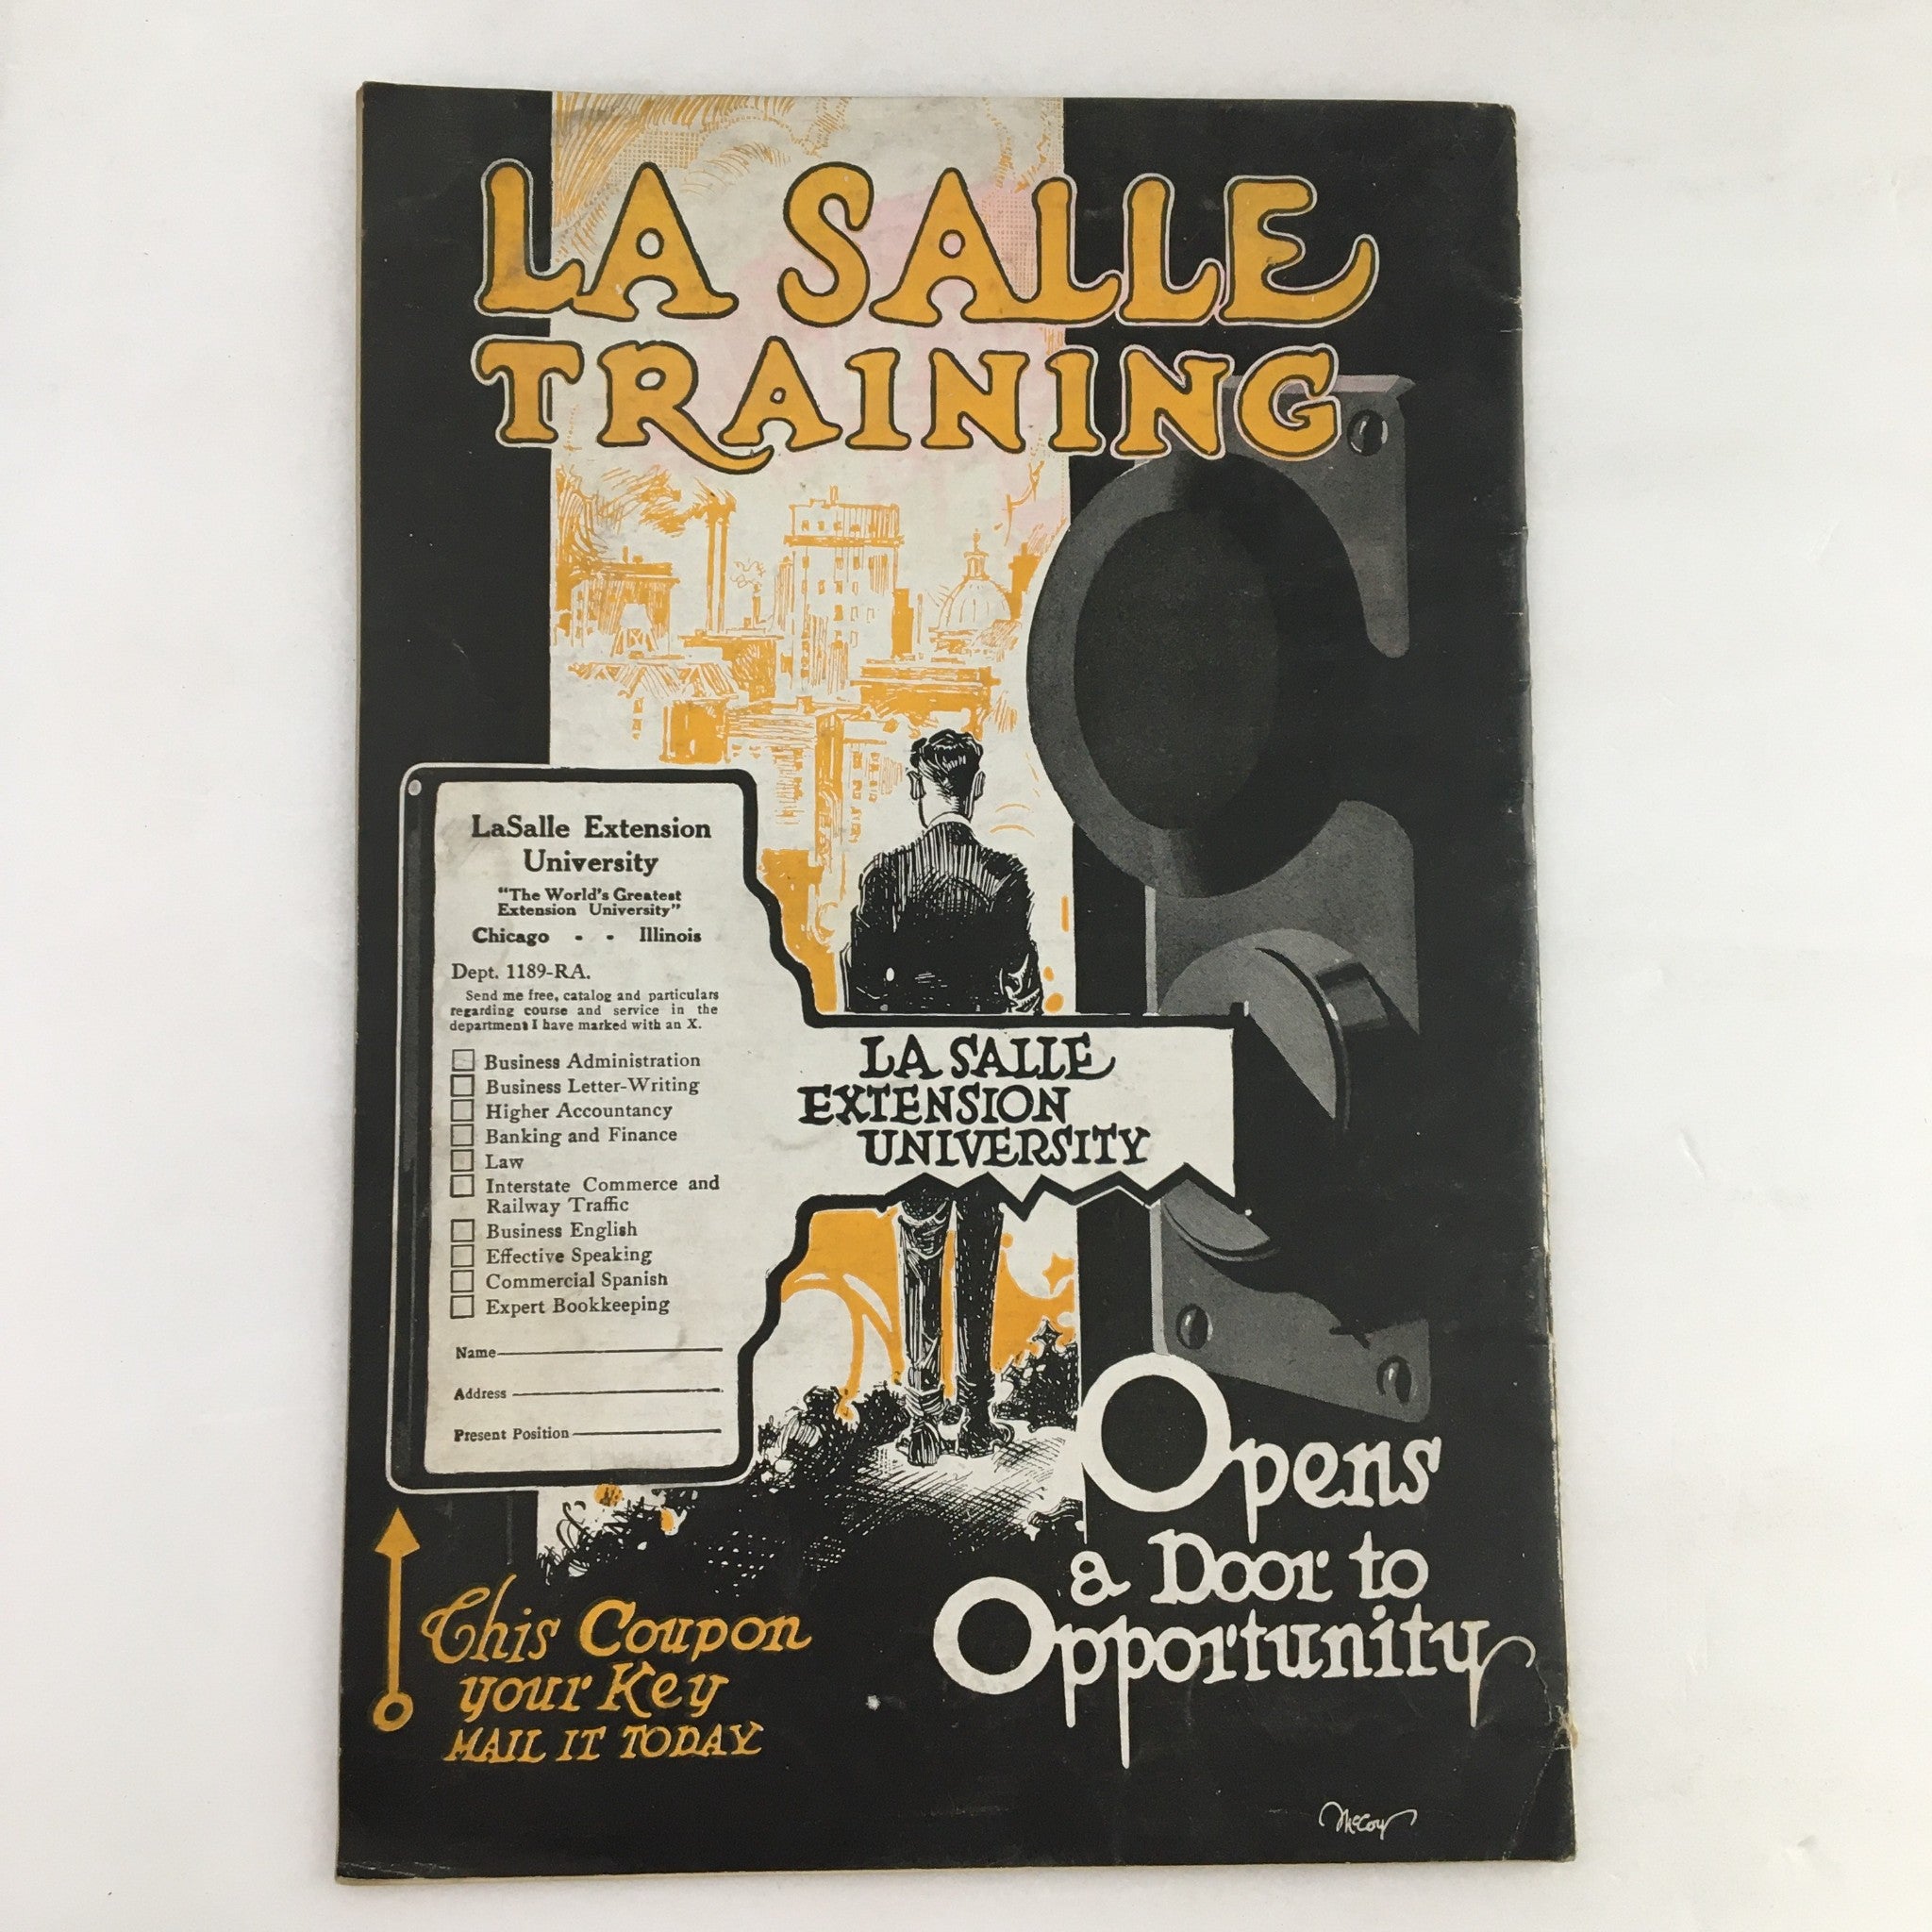 LA SALLE
TRAINING
LaSalle Extension
University
"The World's Greatest
Extension University"
Chicago - - Illinois
Dept. 1189-RA.
Send me free, catalog and particulars
regarding course and service in the
department I have marked with an X.
Business Administration
Business Letter-Writing
Higher Accountancy
Banking and Finance
Law
Interstate Commerce and
Railway Traffic
Business English
Effective Speaking
Commercial Spanish
Expert Bookkeeping
Name
Address
Present Position
LA SALLE
EXTENSION
UNIVERSITY
Opens
a Door to
Opportunity
This Coupon
your Key
MAIL IT TODAY
McCoy